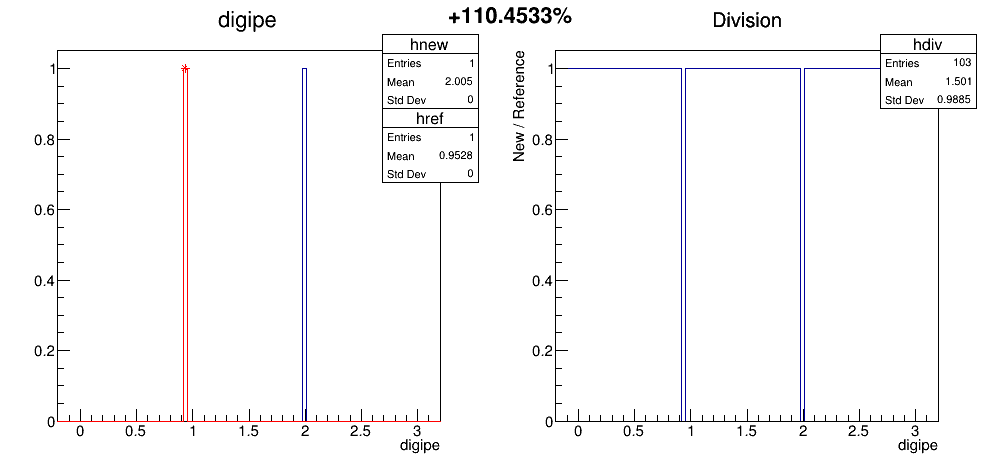 +110.4533%
digipe
hnew
Entries 1
Mean 2.005
Std Dev 0
href
Entries 1
Mean 0.9528
Std Dev 0
1
0.8
0.6
0.4
0.2
0
0 0.5 1 1.5 2 2.5 3
digipe
Division
hdiv
Entries 103
Mean 1.501
Std Dev 0.9885
New / Reference
1
0.8
0.6
0.4
0.2
0
0 0.5 1 1.5 2 2.5 3
digipe